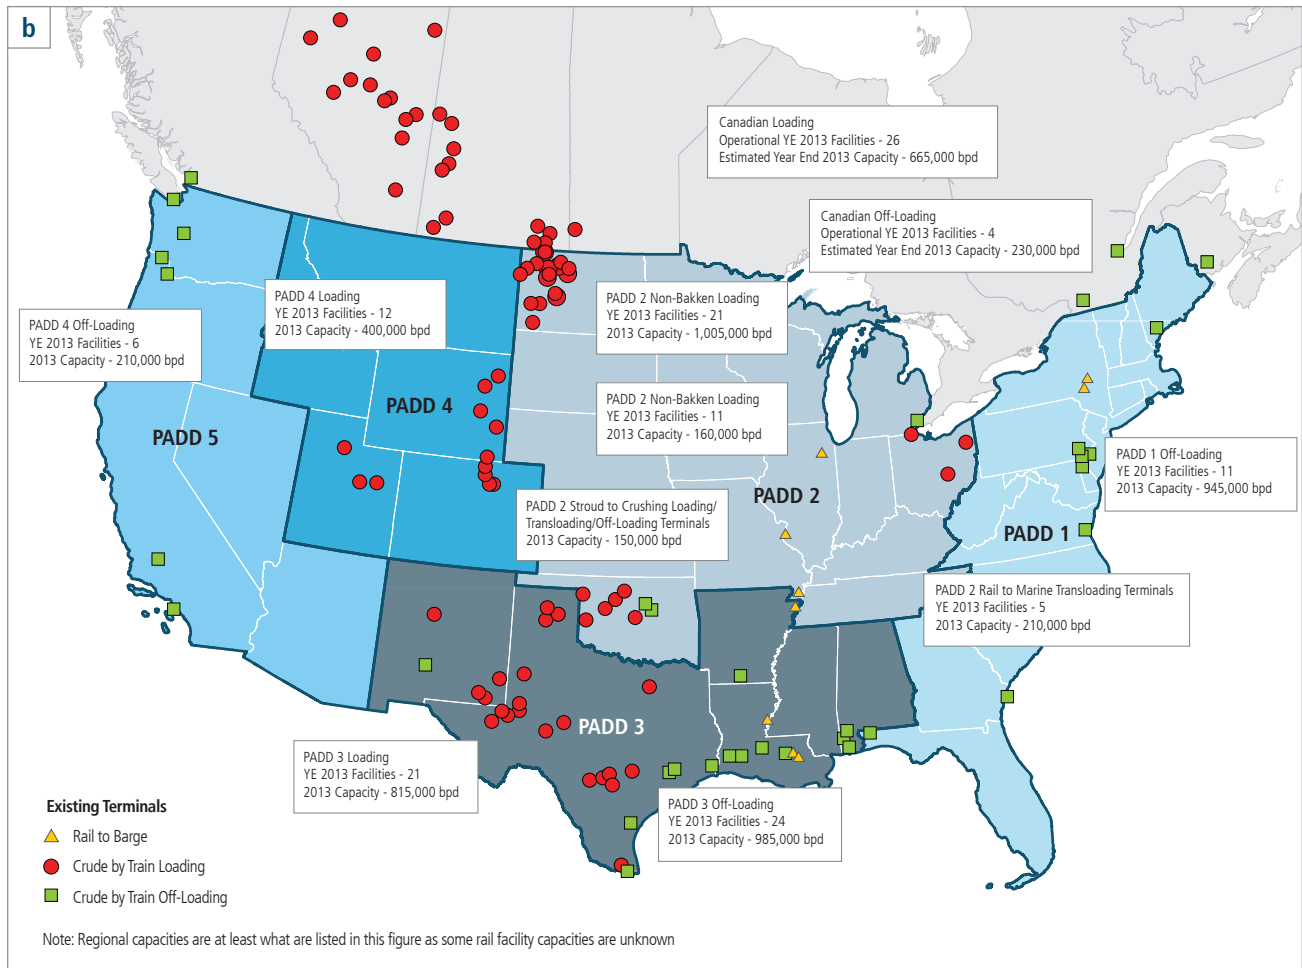 b
Canadian Loading
Operational YE 2013 Facilities - 26
Estimated Year End 2013 Capacity - 665,000 bpd
Canadian Off-Loading
Operational YE 2013 Facilities - 4
Estimated Year End 2013 Capacity - 230,000 bpd
PADD 4 Loading
YE 2013 Facilities - 12
2013 Capacity - 400,000 bpd
PADD 2 Non-Bakken Loading
YE 2013 Facilities - 21
2013 Capacity - 1,005,000 bpd
PADD 4 Off-Loading
YE 2013 Facilities - 6
2013 Capacity - 210,000 bpd
PADD 2 Non-Bakken Loading
YE 2013 Facilities - 11
2013 Capacity - 160,000 bpd
PADD 4
PADD 5
PADD 1 Off-Loading
YE 2013 Facilities - 11
2013 Capacity - 945,000 bpd
PADD 2
PADD 2 Stroud to Crushing Loading/
Transloading/Off-Loading Terminals
2013 Capacity - 150,000 bpd
PADD 1
PADD 2 Rail to Marine Transloading Terminals
YE 2013 Facilities - 5
2013 Capacity - 210,000 bpd
PADD 3
PADD 3 Loading
YE 2013 Facilities - 21
2013 Capacity - 815,000 bpd
PADD 3 Off-Loading
YE 2013 Facilities - 24
2013 Capacity - 985,000 bpd
Existing Terminals
Rail to Barge
Crude by Train Loading
Crude by Train Off-Loading
Note: Regional capacities are at least what are listed in this figure as some rail facility capacities are unknown